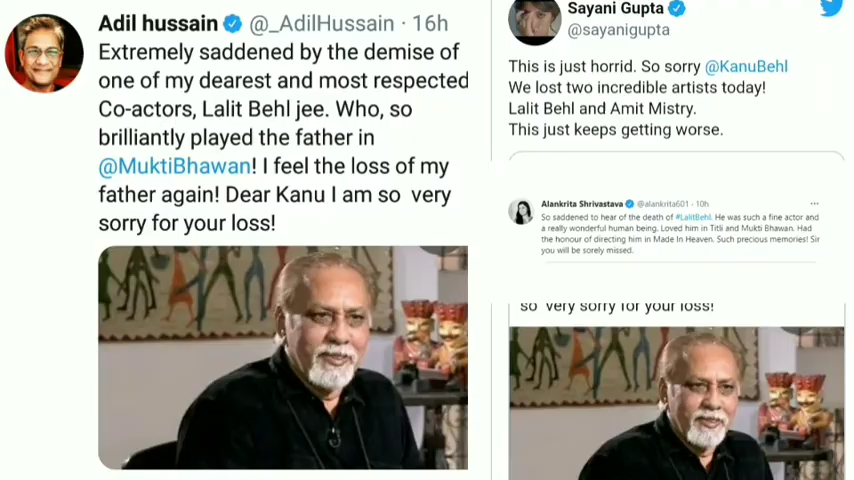 Adil hussain @_AdilHussain · 16h
Extremely saddened by the demise of
one of my dearest and most respected
Co-actors, Lalit Behl jee. Who, so
brilliantly played the father in
@MuktiBhawan! I feel the loss of my
father again! Dear Kanu I am so very
sorry for your loss!
Sayani Gupta
@sayanigupta
This is just horrid. So sorry @KanuBehl
We lost two incredible artists today!
Lalit Behl and Amit Mistry.
This just keeps getting worse.
Alankrita Shrivastava @alankrita601 · 10h
So saddened to hear of the death of #LalitBehl. He was such a fine actor and
a really wonderful human being. Loved him in Titli and Mukti Bhawan. Had
the honour of directing him in Made In Heaven. Such precious memories! Sir
you will be sorely missed.
so very sorry for your loss!